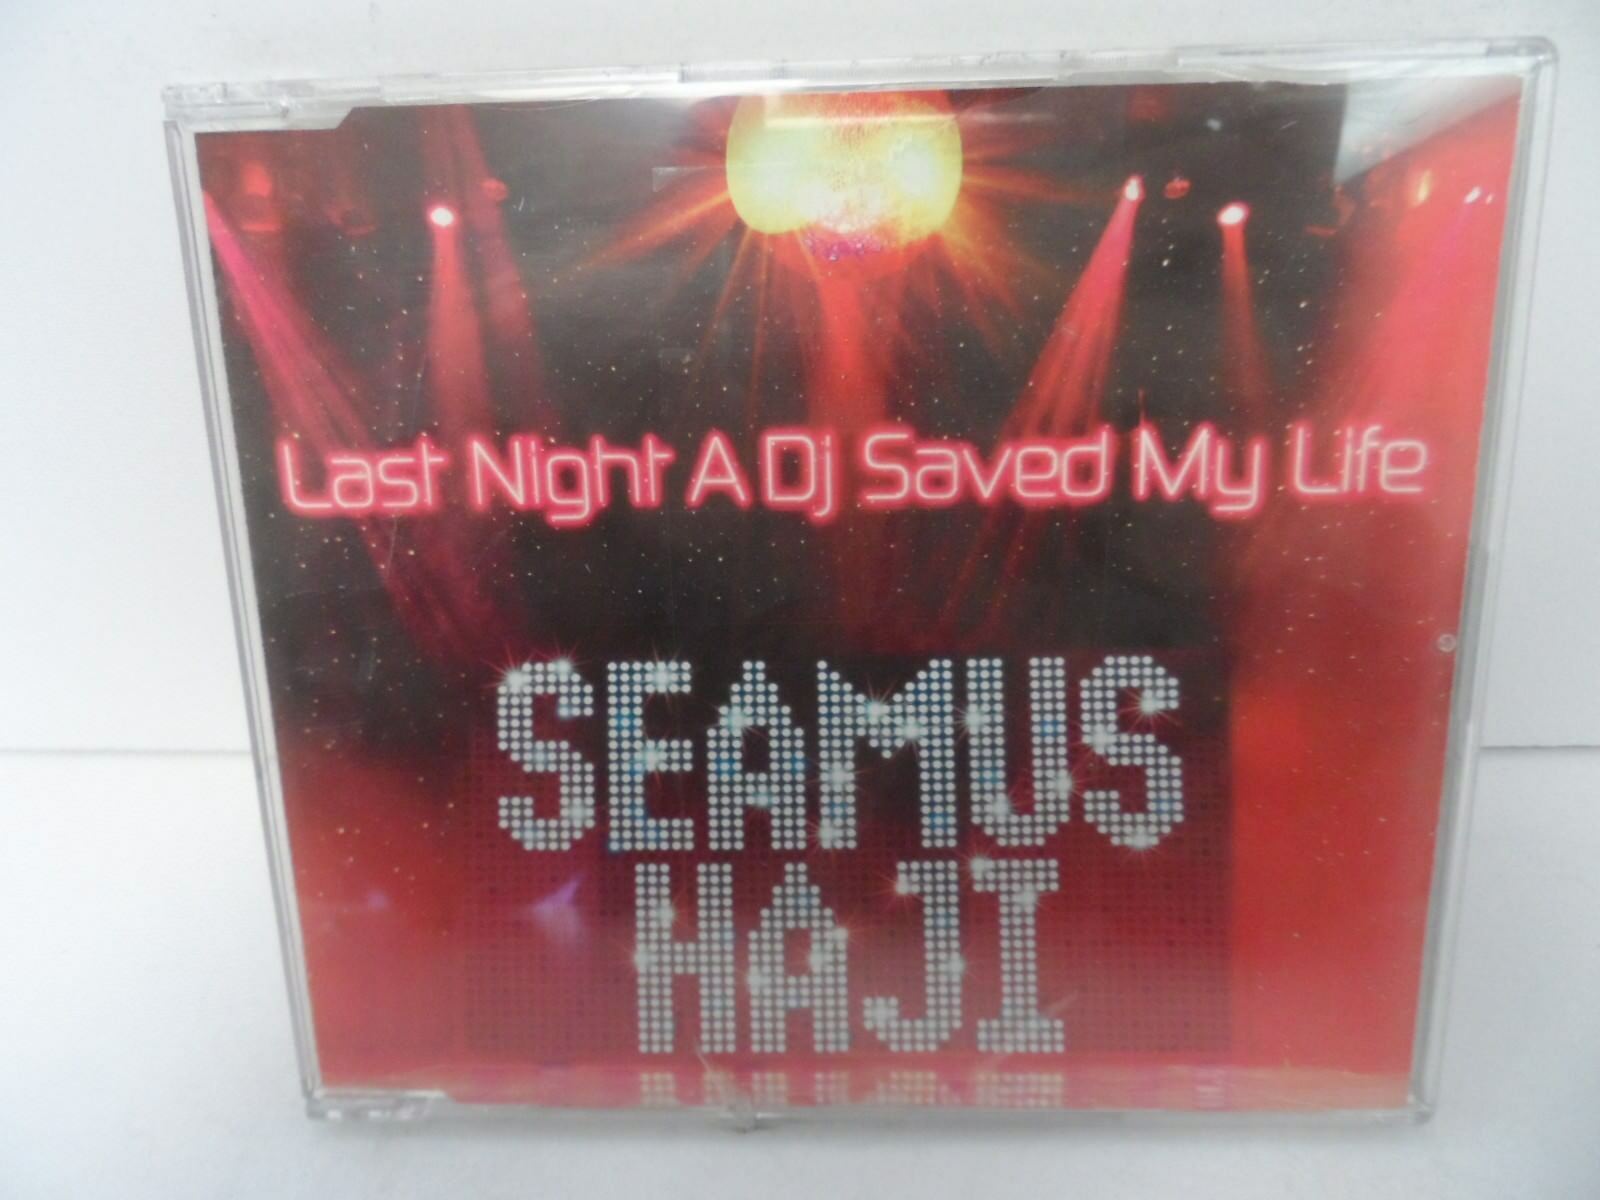 Last Night A Dj Saved My Life
SEAMUS
HAJI